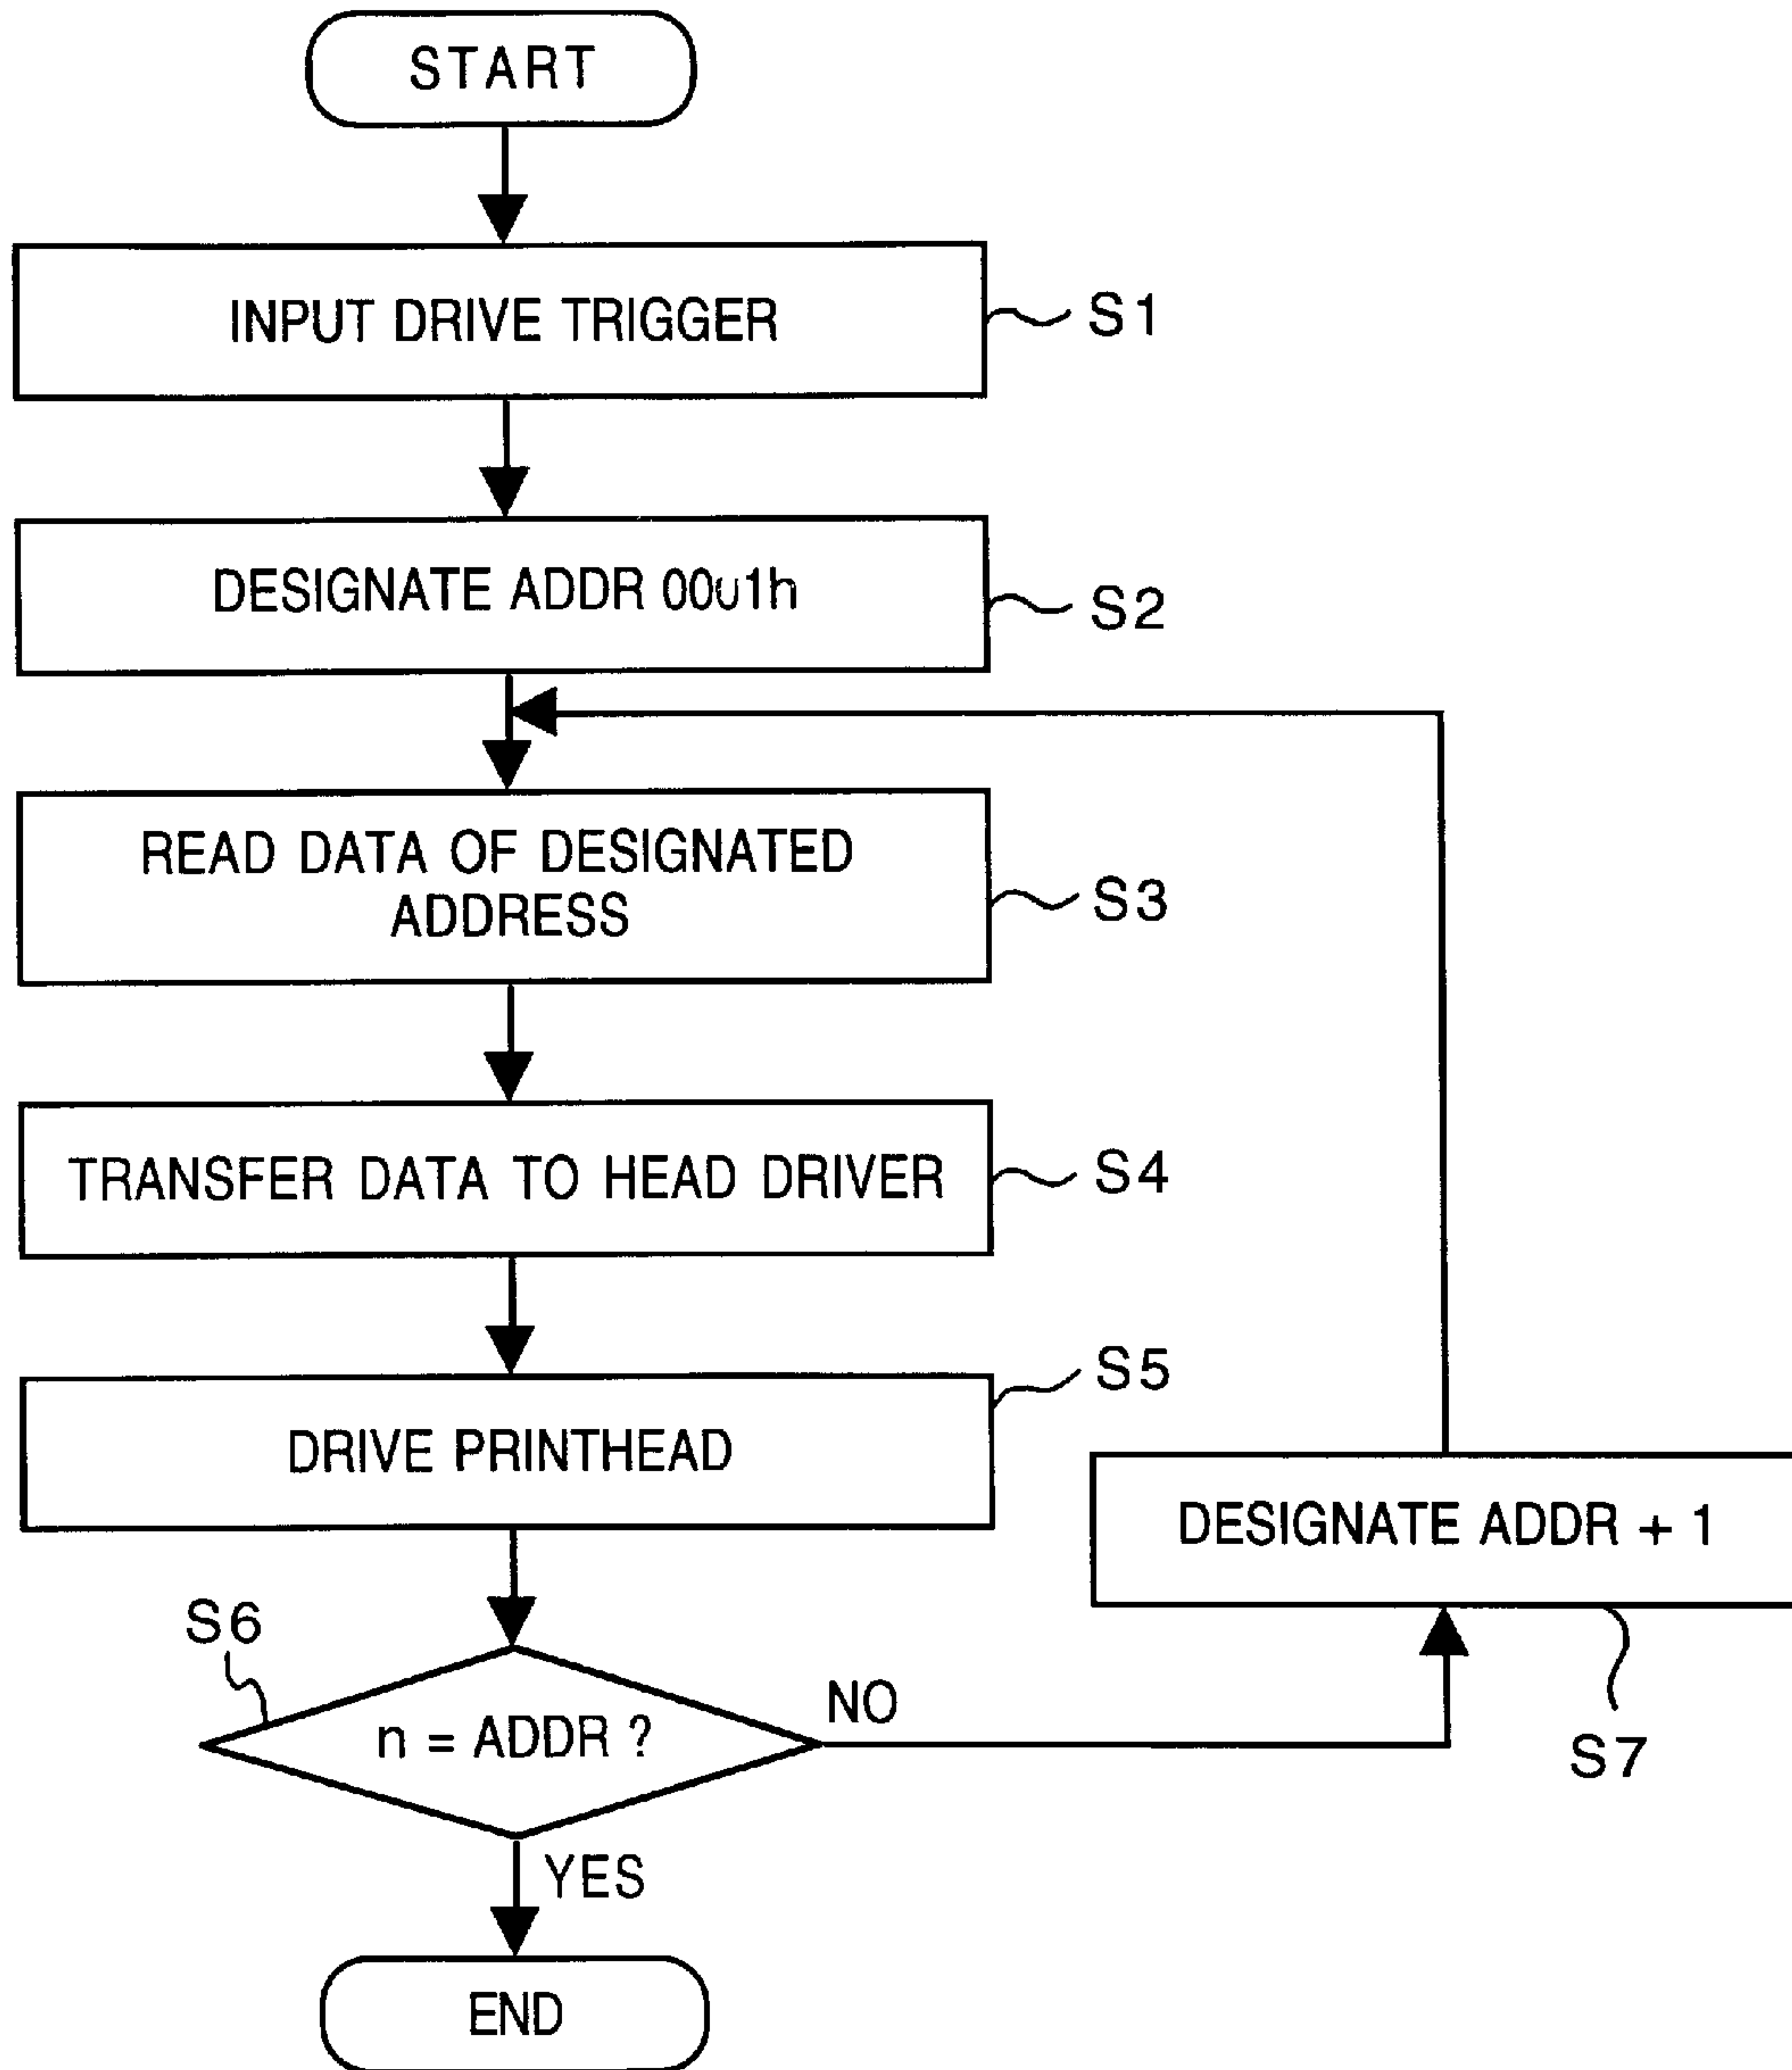 START
INPUT DRIVE TRIGGER
S1
DESIGNATE ADDR 0001h
S2
READ DATA OF DESIGNATED
ADDRESS
S3
TRANSFER DATA TO HEAD DRIVER
S4
DRIVE PRINTHEAD
S5
DESIGNATE ADDR + 1
S7
S6
n = ADDR ?
NO
YES
END